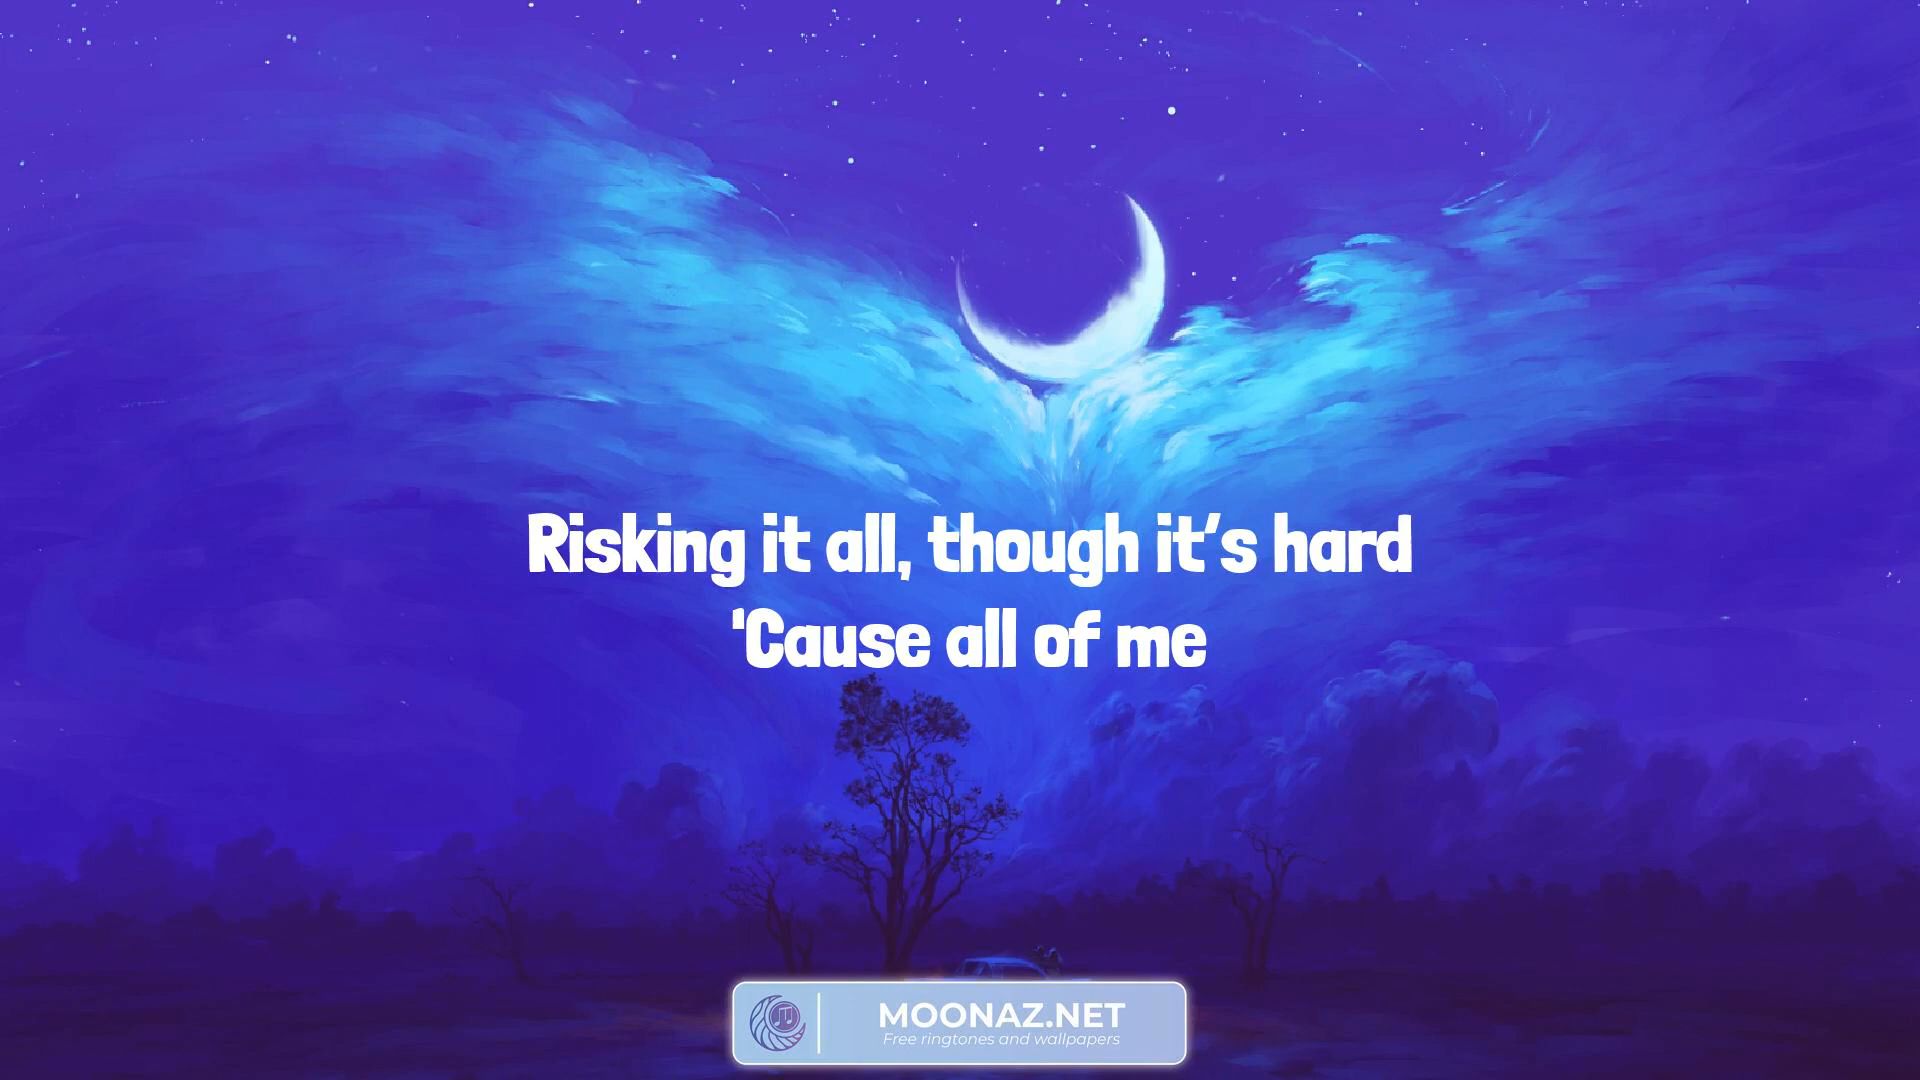 Risking it all, though it's hard
'Cause all of me
MOONAZ.NET
Free ringtones and wallpapers